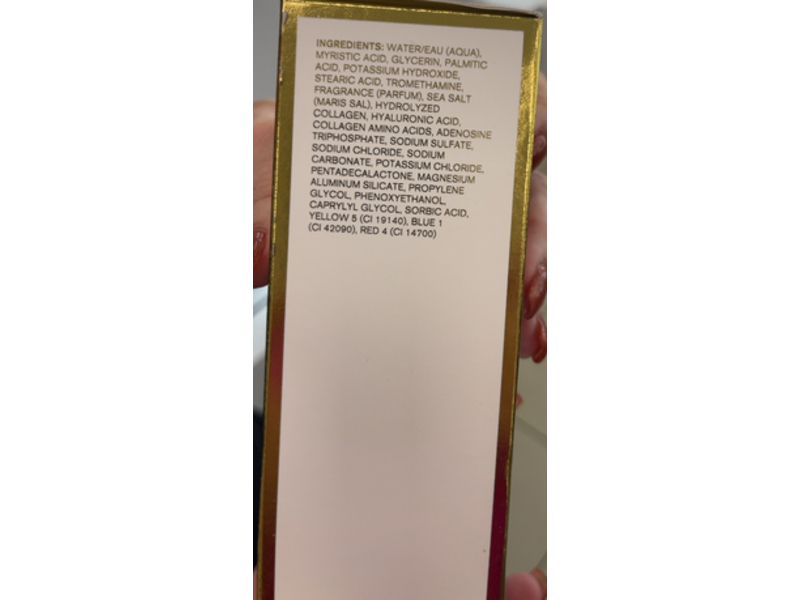 INGREDIENTS: WATER/EAU (AQUA),
MYRISTIC ACID, GLYCERIN, PALMITIC
ACID, POTASSIUM HYDROXIDE,
STEARIC ACID, TROMETHAMINE,
FRAGRANCE (PARFUM), SEA SALT
(MARIS SAL), HYDROLYZED
COLLAGEN, HYALURONIC ACID,
COLLAGEN AMINO ACIDS, ADENOSINE
TRIPHOSPHATE, SODIUM SULFATE,
SODIUM CHLORIDE, SODIUM
CARBONATE, POTASSIUM CHLORIDE,
PENTADECALACTONE, MAGNESIUM
ALUMINUM SILICATE, PROPYLENE
GLYCOL, PHENOXYETHANOL,
CAPRYLYL GLYCOL, SORBIC ACID,
YELLOW 5 (CI 19140), BLUE 1
(CI 42090), RED 4 (CI 14700)